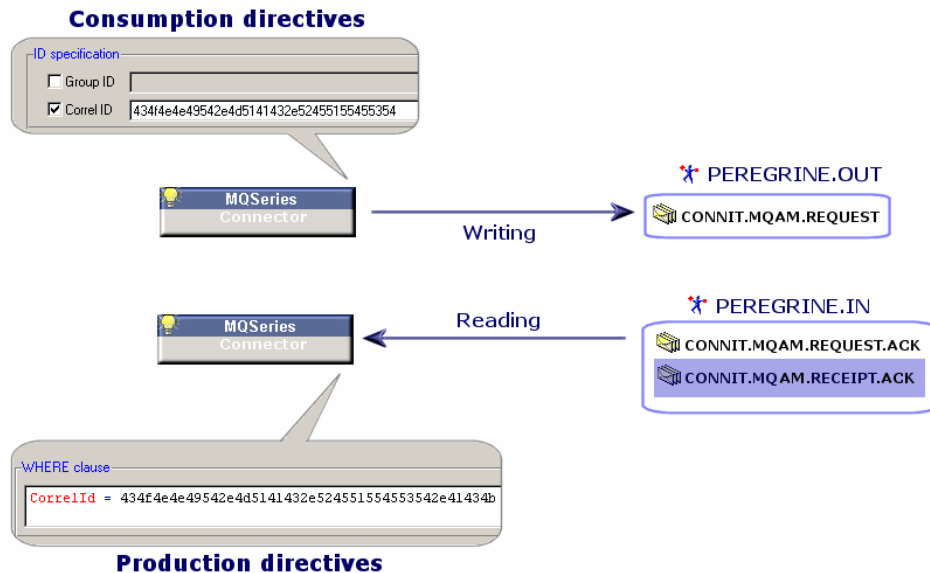 Consumption directives
ID specification
Group ID
Correl ID 434f4e4e49542e4d5141432e52455155455354
PEREGRINE.OUT
MQSeries
Connector
CONNIT.MQAM.REQUEST
Writing
PEREGRINE.IN
MQSeries
Connector
Reading
CONNIT.MQAM.REQUEST.ACK
CONNIT.MQAM.RECEIPT.ACK
WHERE clause
CorrelId = 434f4e4e49542e4d5141432e524551554553542e41434b
Production directives